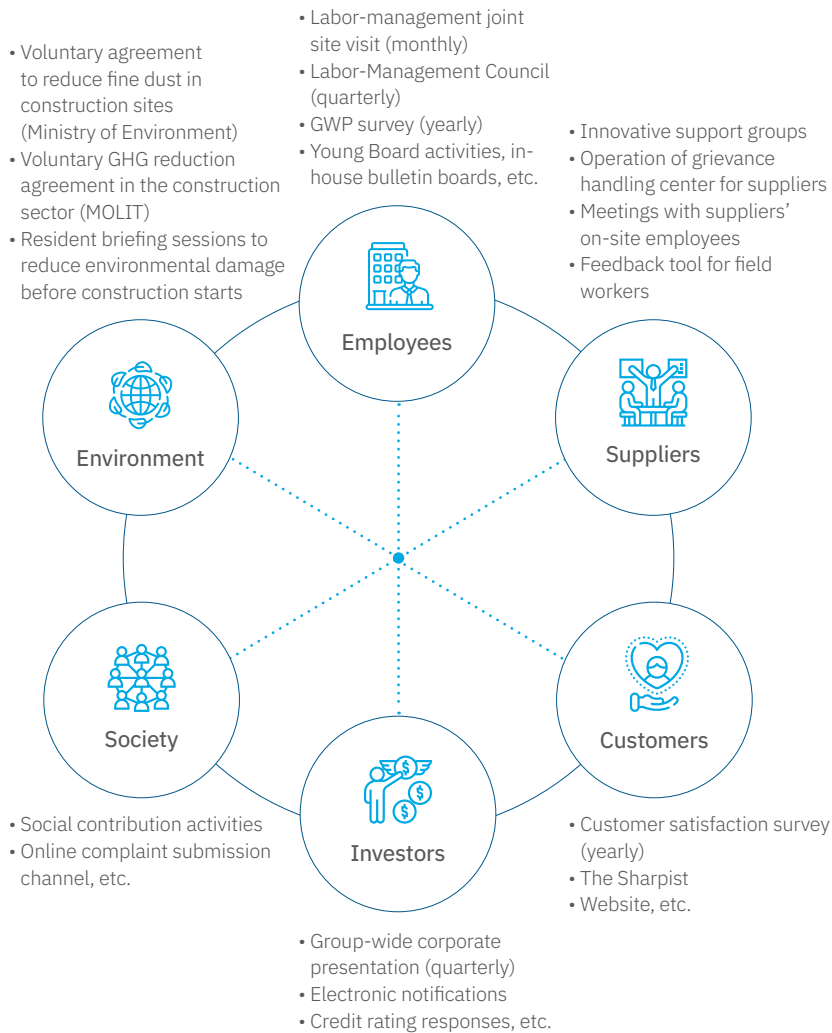 • Voluntary agreement
to reduce fine dust in
construction sites
(Ministry of Environment)
• Voluntary GHG reduction
agreement in the construction
sector (MOLIT)
• Resident briefing sessions to
reduce environmental damage
before construction starts
• Labor-management joint
site visit (monthly)
• Labor-Management Council
(quarterly)
• GWP survey (yearly)
• Young Board activities, in-
house bulletin boards, etc.
• Innovative support groups
• Operation of grievance
handling center for suppliers
• Meetings with suppliers’
on-site employees
• Feedback tool for field
workers
Employees
Environment
Suppliers
Society
Customers
Investors
• Social contribution activities
• Online complaint submission
channel, etc.
• Customer satisfaction survey
(yearly)
• The Sharpist
• Website, etc.
• Group-wide corporate
presentation (quarterly)
• Electronic notifications
• Credit rating responses, etc.